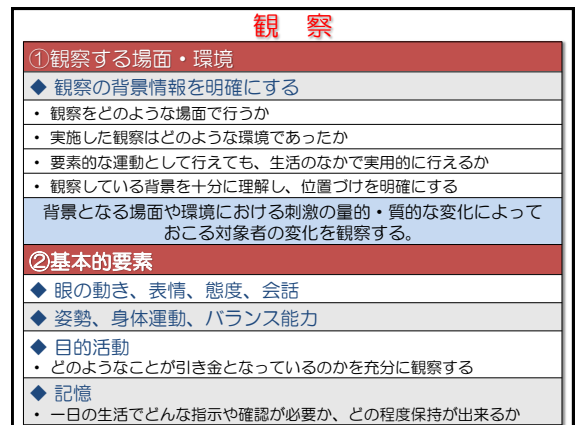 観　察
①観察する場面・環境
◆ 観察の背景情報を明確にする
・ 観察をどのような場面で行うか
・ 実施した観察はどのような環境であったか
・ 要素的な運動として行えても、生活のなかで実用的に行えるか
・ 観察している背景を十分に理解し、位置づけを明確にする
背景となる場面や環境における刺激の量的・質的な変化によって
おこる対象者の変化を観察する。
②基本的要素
◆ 眼の動き、表情、態度、会話
◆ 姿勢、身体運動、バランス能力
◆ 目的活動
・ どのようなことが引き金となっているのかを充分に観察する
◆ 記憶
・ 一日の生活でどんな指示や確認が必要か、どの程度保持が出来るか